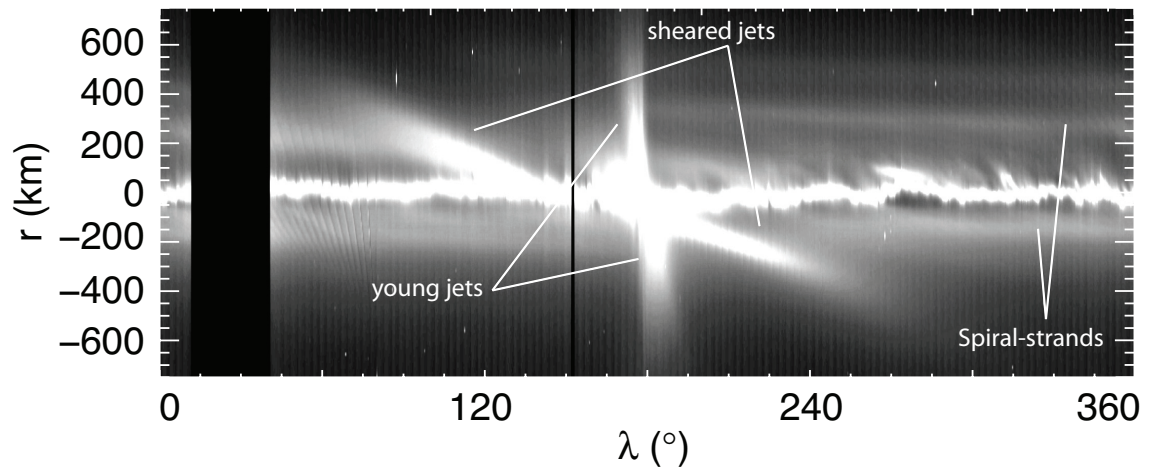 600
400
200
0
−200
−400
−600
r (km)
sheared jets
young jets
Spiral-strands
0
120
240
360
λ (°)